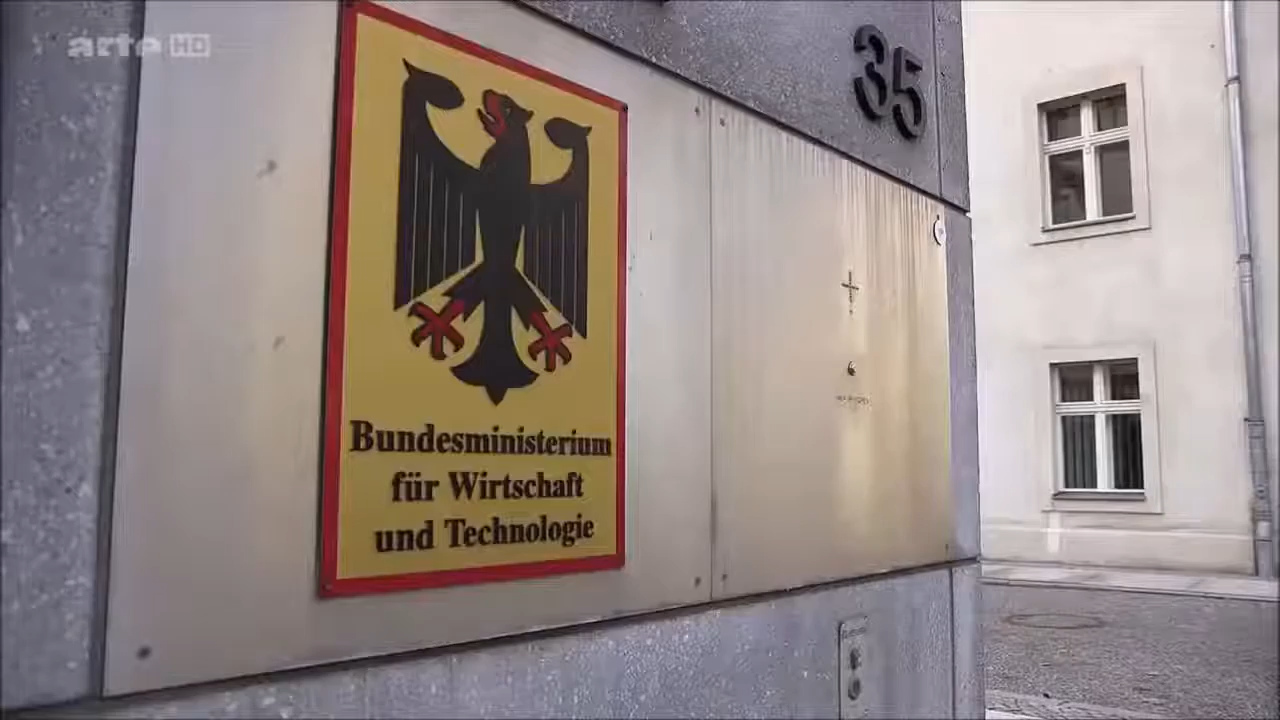 arte HD
35
Bundesministerium
für Wirtschaft
und Technologie